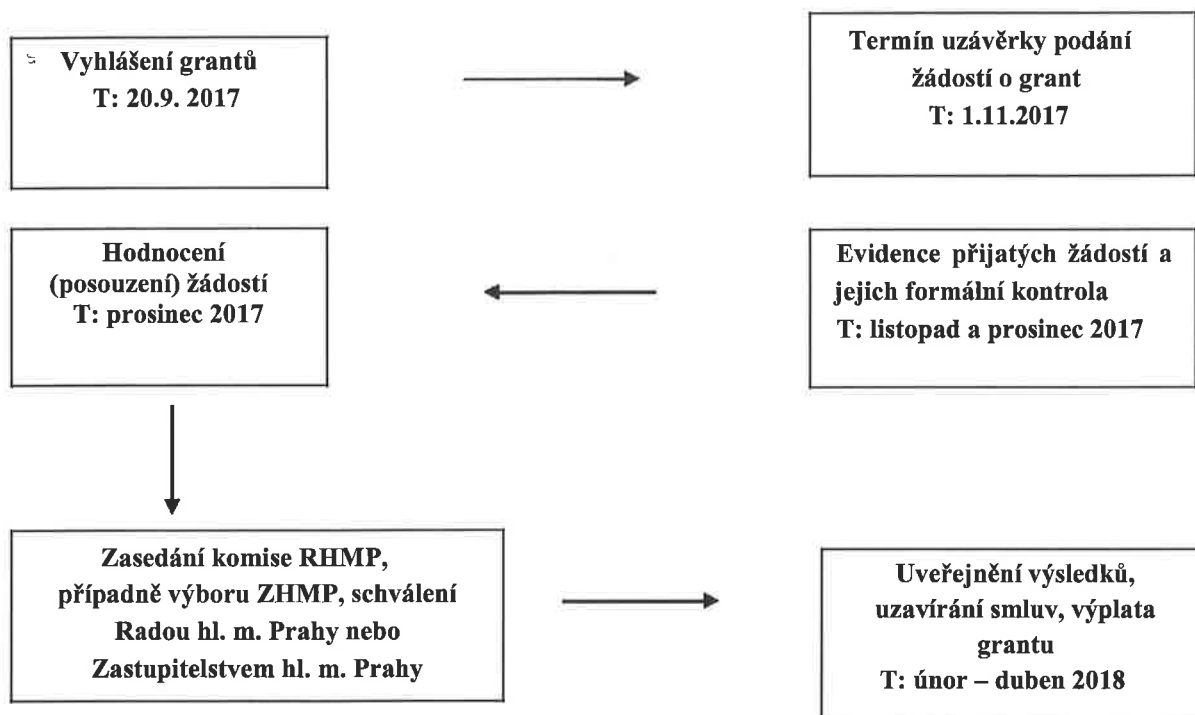 Vyhlášení grantů
T: 20.9. 2017
Termín uzávěrky podání
žádostí o grant
T: 1.11.2017
Evidence přijatých žádostí a
jejich formální kontrola
T: listopad a prosinec 2017
Hodnocení
(posouzení) žádostí
T: prosinec 2017
Zasedání komise RHMP,
případně výboru ZHMP, schválení
Radou hl. m. Prahy nebo
Zastupitelstvem hl. m. Prahy
Uveřejnění výsledků,
uzavírání smluv, výplata
grantu
T: únor – duben 2018